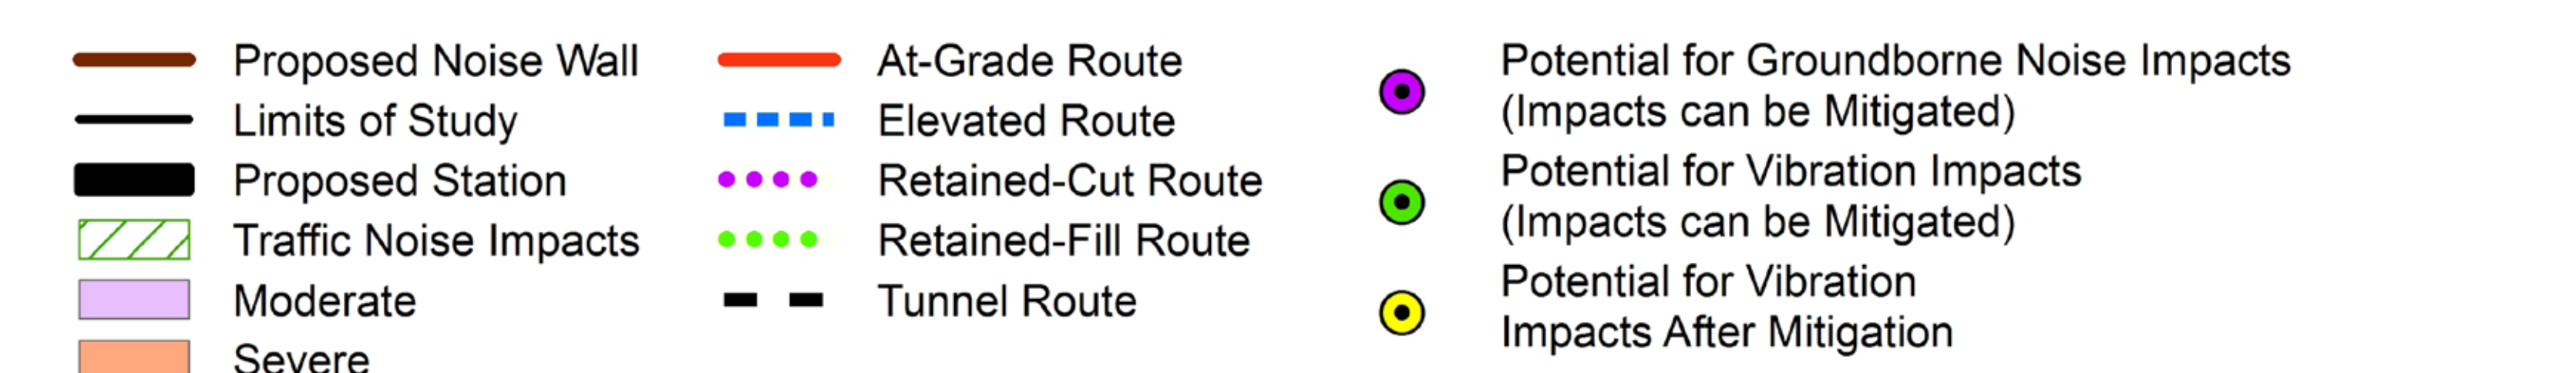 Proposed Noise Wall
Limits of Study
Proposed Station
Traffic Noise Impacts
Moderate
Severe
At-Grade Route
Elevated Route
Retained-Cut Route
Retained-Fill Route
Tunnel Route
Potential for Groundborne Noise Impacts
(Impacts can be Mitigated)
Potential for Vibration Impacts
(Impacts can be Mitigated)
Potential for Vibration
Impacts After Mitigation